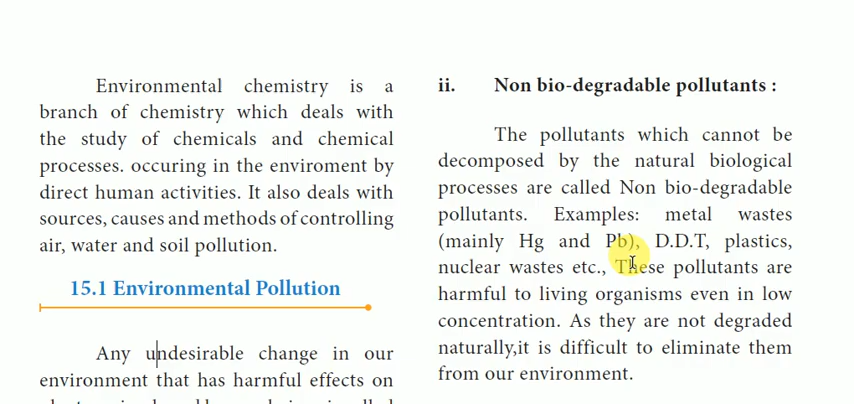 Environmental chemistry is a
branch of chemistry which deals with
the study of chemicals and chemical
processes. occuring in the enviroment by
direct human activities. It also deals with
sources, causes and methods of controlling
air, water and soil pollution.
15.1 Environmental Pollution
Any undesirable change in our
environment that has harmful effects on
ii. Non bio-degradable pollutants :
The pollutants which cannot be
decomposed by the natural biological
processes are called Non bio-degradable
pollutants. Examples: metal wastes
(mainly Hg and Pb), D.D.T, plastics,
nuclear wastes etc., These pollutants are
harmful to living organisms even in low
concentration. As they are not degraded
naturally,it is difficult to eliminate them
from our environment.